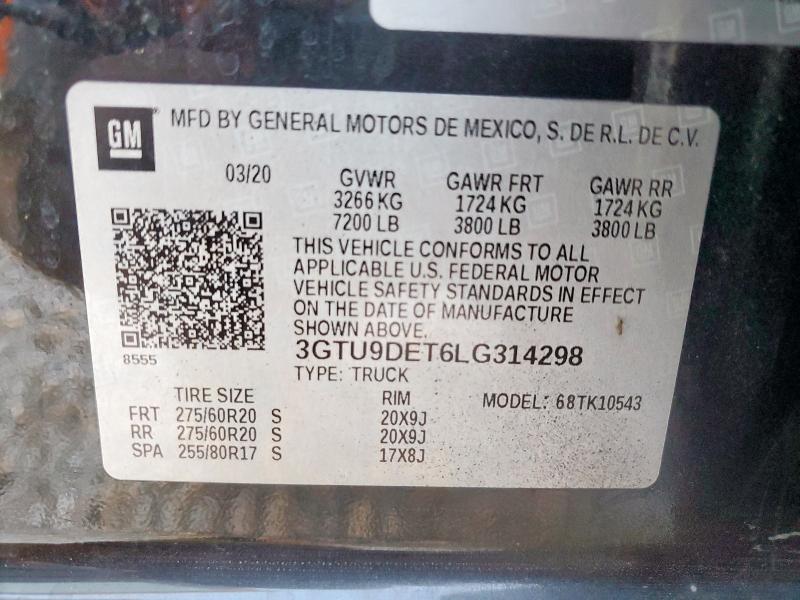 GM
MFD BY GENERAL MOTORS DE MEXICO, S. DE R.L. DE C.V.
03/20 GVWR GAWR FRT GAWR RR
3266 KG 1724 KG 1724 KG
7200 LB 3800 LB 3800 LB
THIS VEHICLE CONFORMS TO ALL
APPLICABLE U.S. FEDERAL MOTOR
VEHICLE SAFETY STANDARDS IN EFFECT
ON THE DATE OF MANUFACTURE
SHOWN ABOVE.
8555 3GTU9DET6LG314298
TYPE: TRUCK
TIRE SIZE RIM MODEL: 68TK10543
FRT 275/60R20 S 20X9J
RR 275/60R20 S 20X9J
SPA 255/80R17 S 17X8J